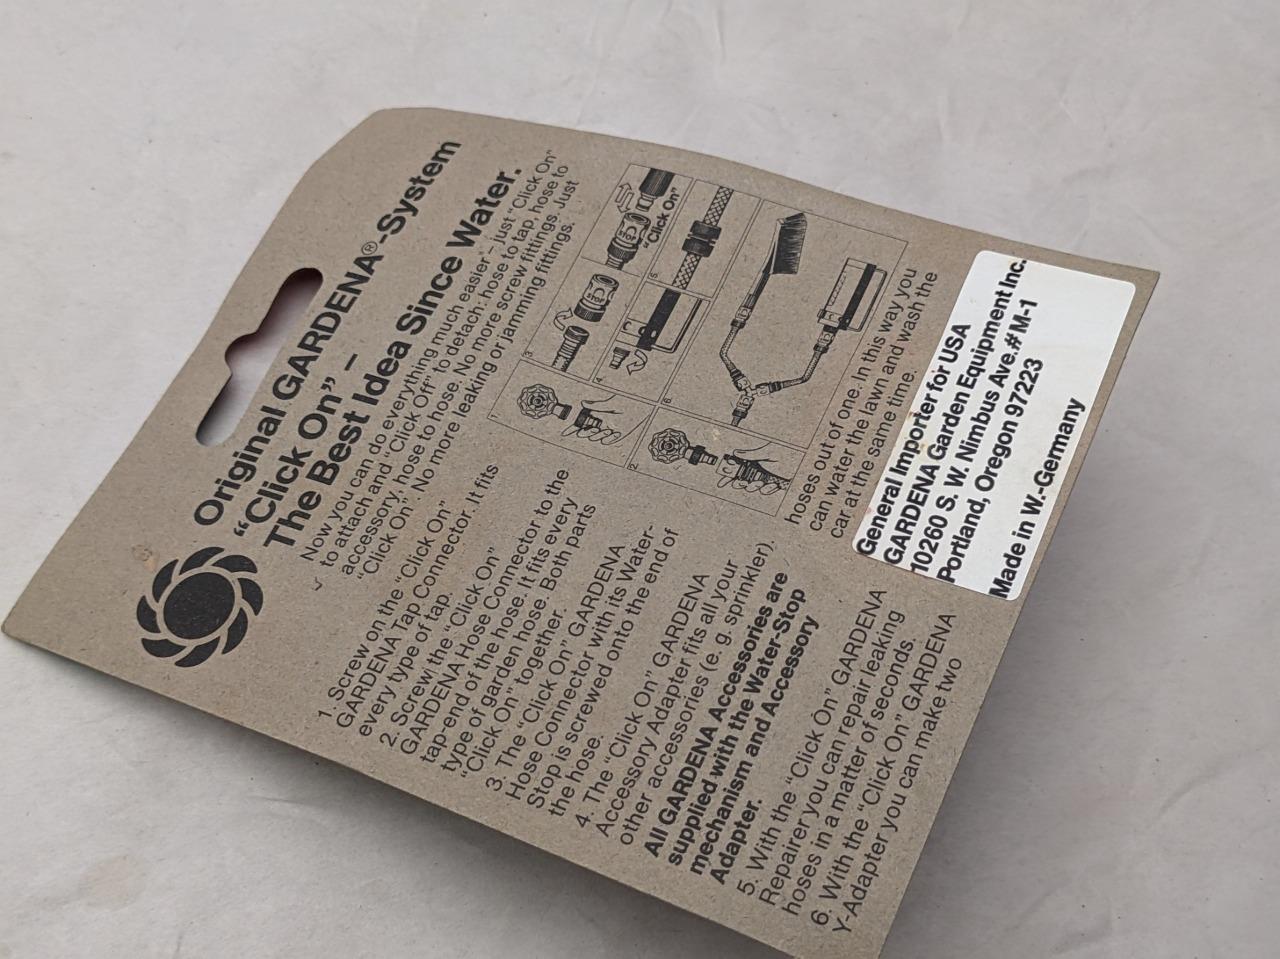 Original GARDENA®-System
“Click On” –
The Best Idea Since Water.
Now you can do everything much easier - just “Click On”
to attach and “Click Off” to detach: hose to tap, hose to
accessory, hose to hose. No more screw fittings. Just
“Click On”. No more leaking or jamming fittings.
1. Screw on the “Click On”
GARDENA Tap Connector. It fits
every type of tap.
2. Screw the “Click On”
GARDENA Hose Connector to the
tap-end of the hose. It fits every
type of garden hose. Both parts
“Click On” together.
3. The “Click On” GARDENA
Hose Connector with its Water-
Stop is screwed onto the end of
the hose.
4. The “Click On” GARDENA
Accessory Adapter fits all your
other accessories (e. g. sprinkler).
All GARDENA Accessories are
supplied with the Water-Stop
mechanism and Accessory
Adapter.
5. With the “Click On” GARDENA
Repairer you can repair leaking
hoses in a matter of seconds.
6. With the “Click On” GARDENA
Y-Adapter you can make two
1
2
3
STOP
STOP
“Click On”
4
5
6
hoses out of one. In this way you
can water the lawn and wash the
car at the same time.
General Importer for USA
GARDENA Garden Equipment Inc.
10260 S. W. Nimbus Ave.# M-1
Portland, Oregon 97223
Made in W.-Germany